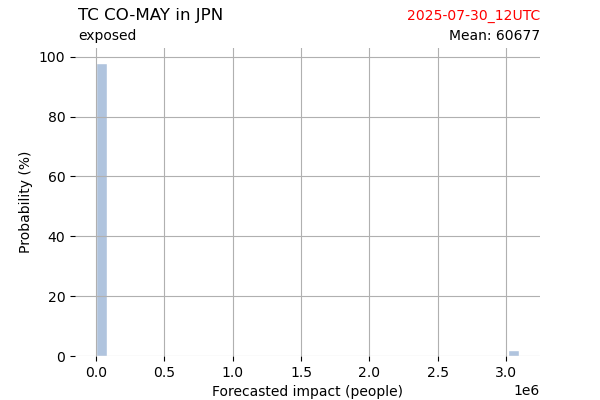 TC CO-MAY in JPN
2025-07-30_12UTC
exposed
Mean: 60677
Probability (%)
100
80
60
40
20
0
0.0 0.5 1.0 1.5 2.0 2.5 3.0
1e6
Forecasted impact (people)